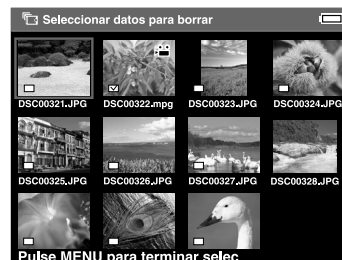 Seleccionar datos para borrar
DSC00321.JPG DSC00322.mpg DSC00323.JPG DSC00324.JPG
DSC00325.JPG DSC00326.JPG DSC00327.JPG DSC00328.JPG
Pulse MENU para terminar selec